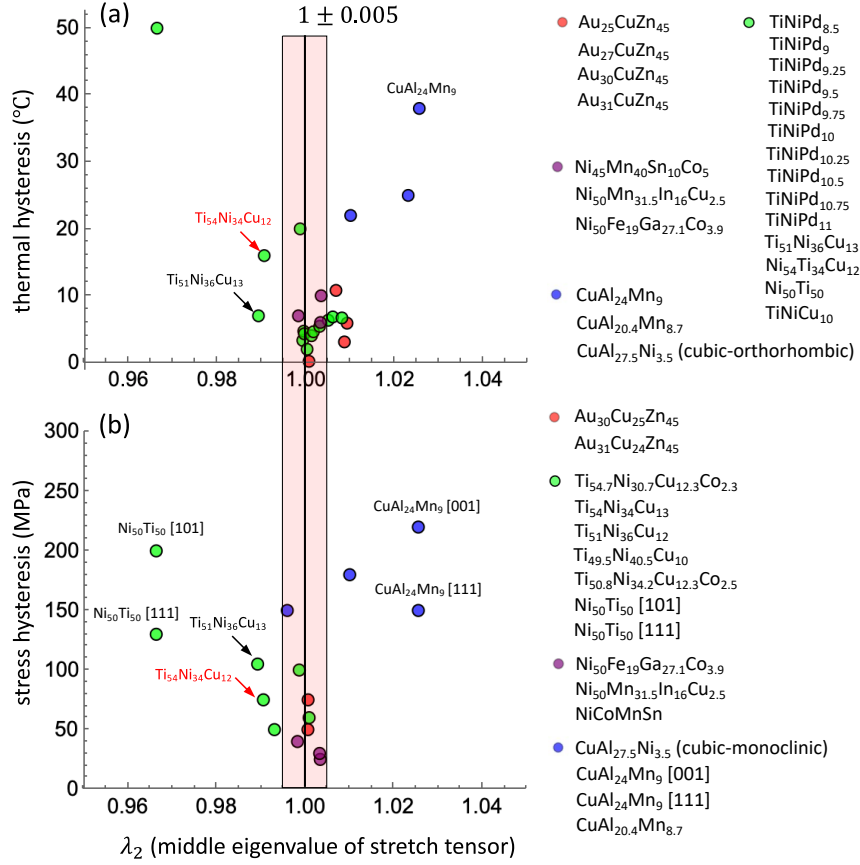 (a)
1 ± 0.005
50
40
30
20
10
0
thermal hysteresis (°C)
CuAl₂₄Mn₉
Ti₅₄Ni₃₄Cu₁₂
Ti₅₁Ni₃₆Cu₁₃
0.96
0.98
1.00
1.02
1.04
Au₂₅CuZn₄₅
Au₂₇CuZn₄₅
Au₃₀CuZn₄₅
Au₃₁CuZn₄₅
Ni₄₅Mn₄₀Sn₁₀Co₅
Ni₅₀Mn₃₁.₅In₁₆Cu₂.₅
Ni₅₀Fe₁₉Ga₂₇.₁Co₃.₉
CuAl₂₄Mn₉
CuAl₂₀.₄Mn₈.₇
CuAl₂₇.₅Ni₃.₅ (cubic-orthorhombic)
TiNiPd₈.₅
TiNiPd₉
TiNiPd₉.₂₅
TiNiPd₉.₅
TiNiPd₉.₇₅
TiNiPd₁₀
TiNiPd₁₀.₂₅
TiNiPd₁₀.₅
TiNiPd₁₀.₇₅
TiNiPd₁₁
Ti₅₁Ni₃₆Cu₁₃
Ni₅₄Ti₃₄Cu₁₂
Ni₅₀Ti₅₀
TiNiCu₁₀
(b)
300
250
200
150
100
50
0
stress hysteresis (MPa)
CuAl₂₄Mn₉ [001]
Ni₅₀Ti₅₀ [101]
CuAl₂₄Mn₉ [111]
Ni₅₀Ti₅₀ [111]
Ti₅₁Ni₃₆Cu₁₃
Ti₅₄Ni₃₄Cu₁₂
0.96
0.98
1.00
1.02
1.04
λ₂ (middle eigenvalue of stretch tensor)
Au₃₀Cu₂₅Zn₄₅
Au₃₁Cu₂₄Zn₄₅
Ti₅₄.₇Ni₃₀.₇Cu₁₂.₃Co₂.₃
Ti₅₄Ni₃₄Cu₁₃
Ti₅₁Ni₃₆Cu₁₂
Ti₄₉.₅Ni₄₀.₅Cu₁₀
Ti₅₀.₈Ni₃₄.₂Cu₁₂.₃Co₂.₅
Ni₅₀Ti₅₀ [101]
Ni₅₀Ti₅₀ [111]
Ni₅₀Fe₁₉Ga₂₇.₁Co₃.₉
Ni₅₀Mn₃₁.₅In₁₆Cu₂.₅
NiCoMnSn
CuAl₂₇.₅Ni₃.₅ (cubic-monoclinic)
CuAl₂₄Mn₉ [001]
CuAl₂₄Mn₉ [111]
CuAl₂₀.₄Mn₈.₇